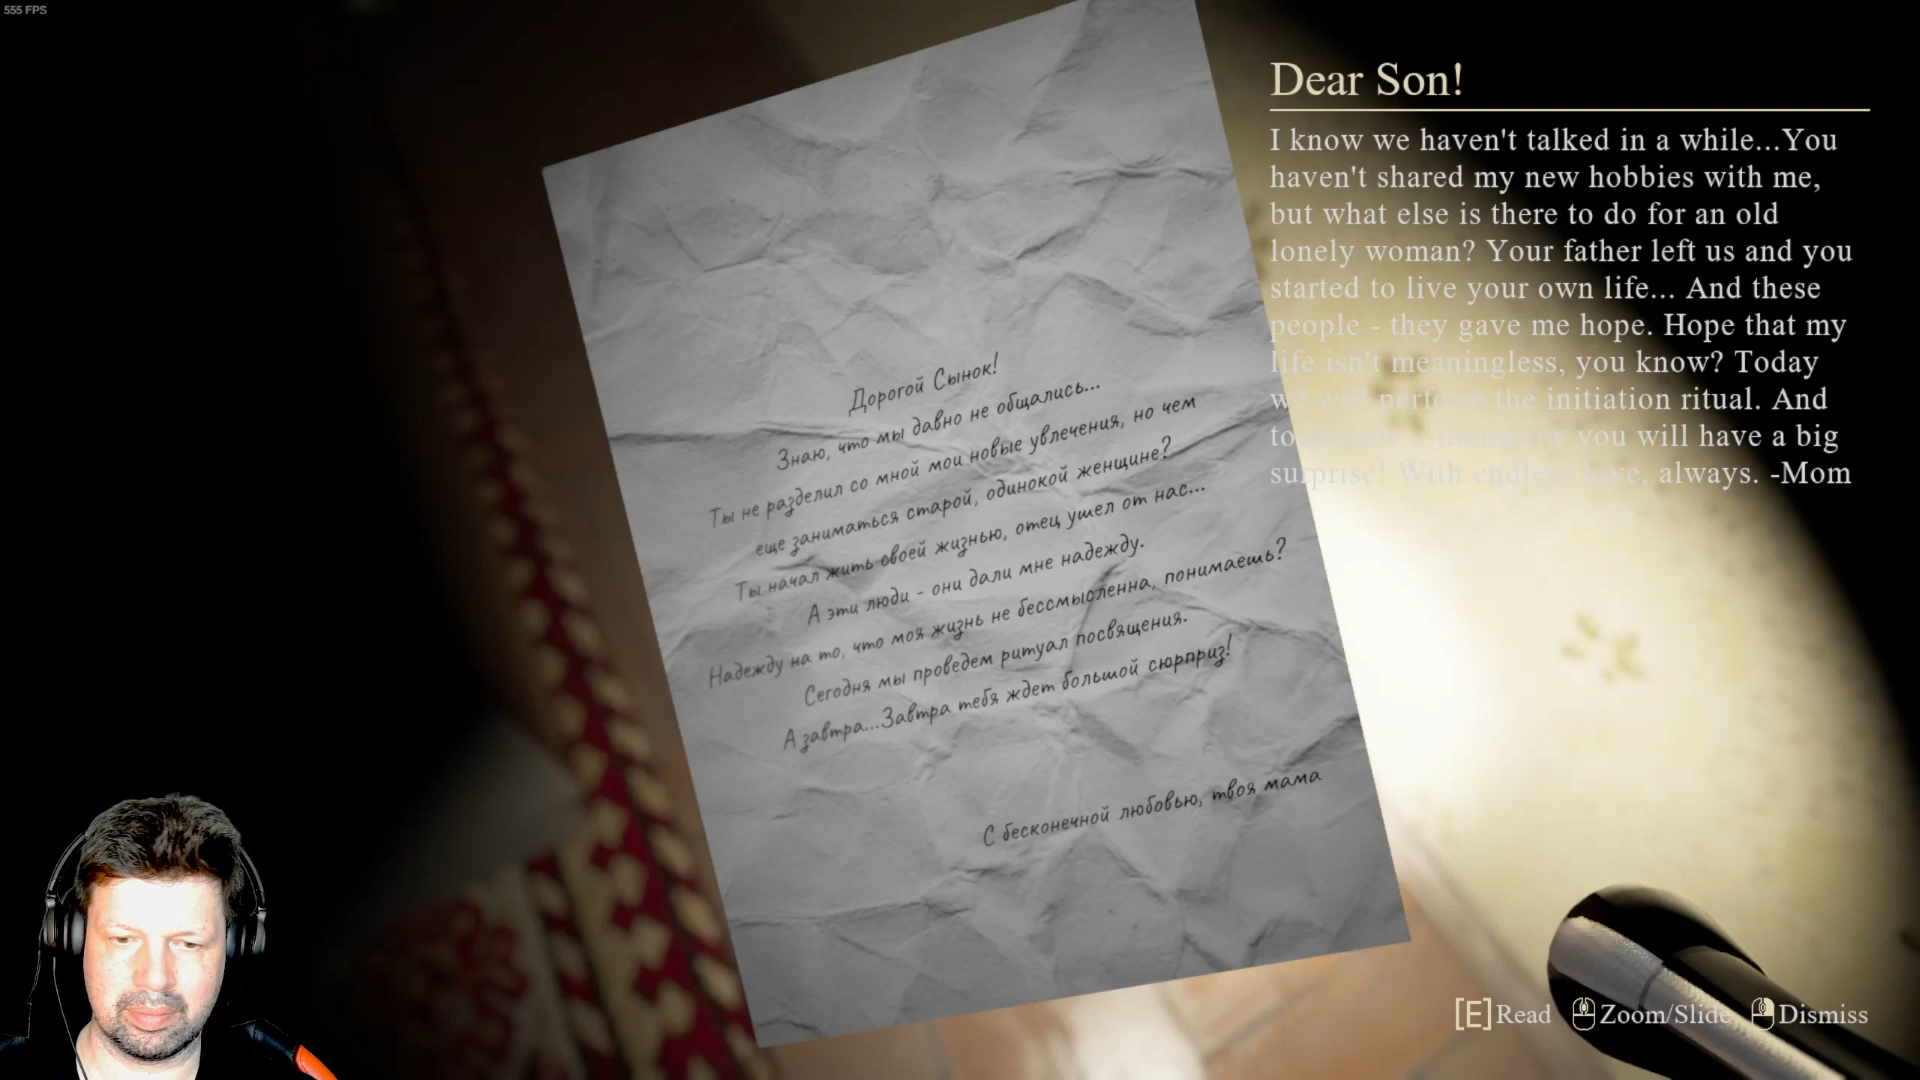 555 FPS
Дорогой Сынок!
Знаю, что мы давно не общались...
Ты не разделил со мной мои новые увлечения, но чем
еще заниматься старой, одинокой женщине?
Ты начал жить своей жизнью, отец ушел от нас...
А эти люди - они дали мне надежду.
Надежду на то, что моя жизнь не бессмысленна, понимаешь?
Сегодня мы проведем ритуал посвящения.
А завтра...Завтра тебя ждет большой сюрприз!
С бесконечной любовью, твоя мама
Dear Son!
I know we haven't talked in a while...You
haven't shared my new hobbies with me,
but what else is there to do for an old
lonely woman? Your father left us and you
started to live your own life... And these
people - they gave me hope. Hope that my
life isn't meaningless, you know? Today
we will perform the initiation ritual. And
you will have a big
surprise! With endless love, always. -Mom
[E] Read Zoom/Slide Dismiss